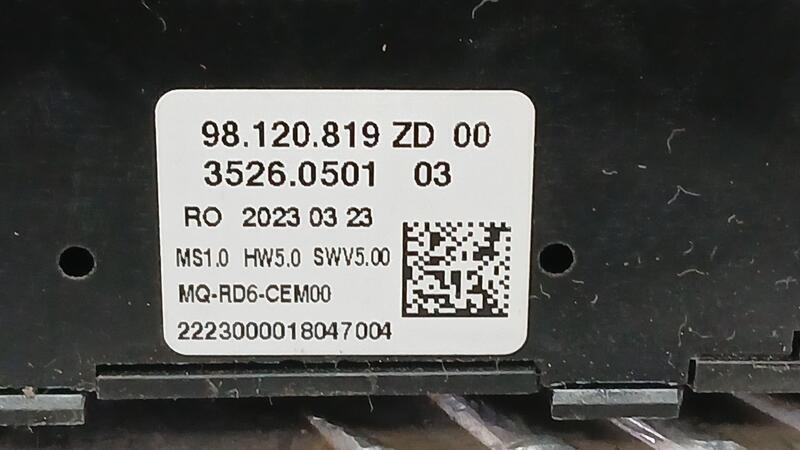 98.120.819 ZD 00
3526.0501 03
RO 2023 03 23
MS1.0 HW5.0 SWV5.00
MQ-RD6-CEM00
2223000018047004